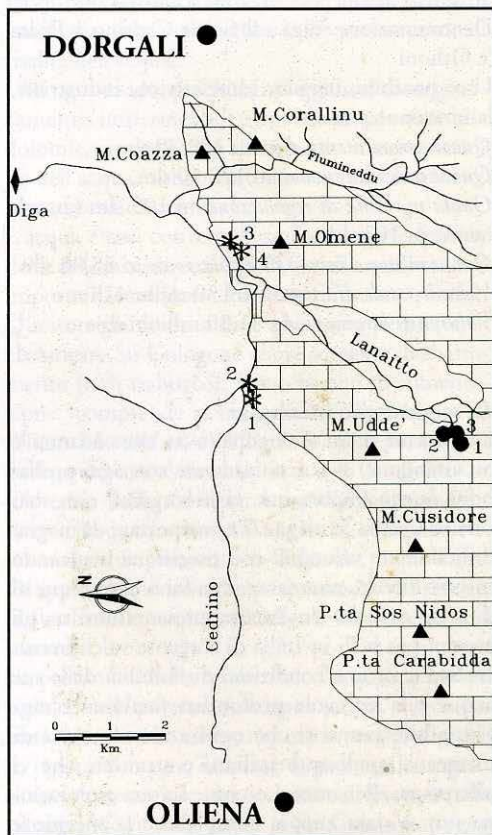 DORGALI
M.Corallinu
M.Coazza
Flumineddu
Diga
3
M.Omene
4
Lanaitto
2
1
M.Udde'
3
2
1
M.Cusidore
P.ta Sos Nidos
P.ta Carabidda
N
Cedrino
0 2
Km.
OLIENA